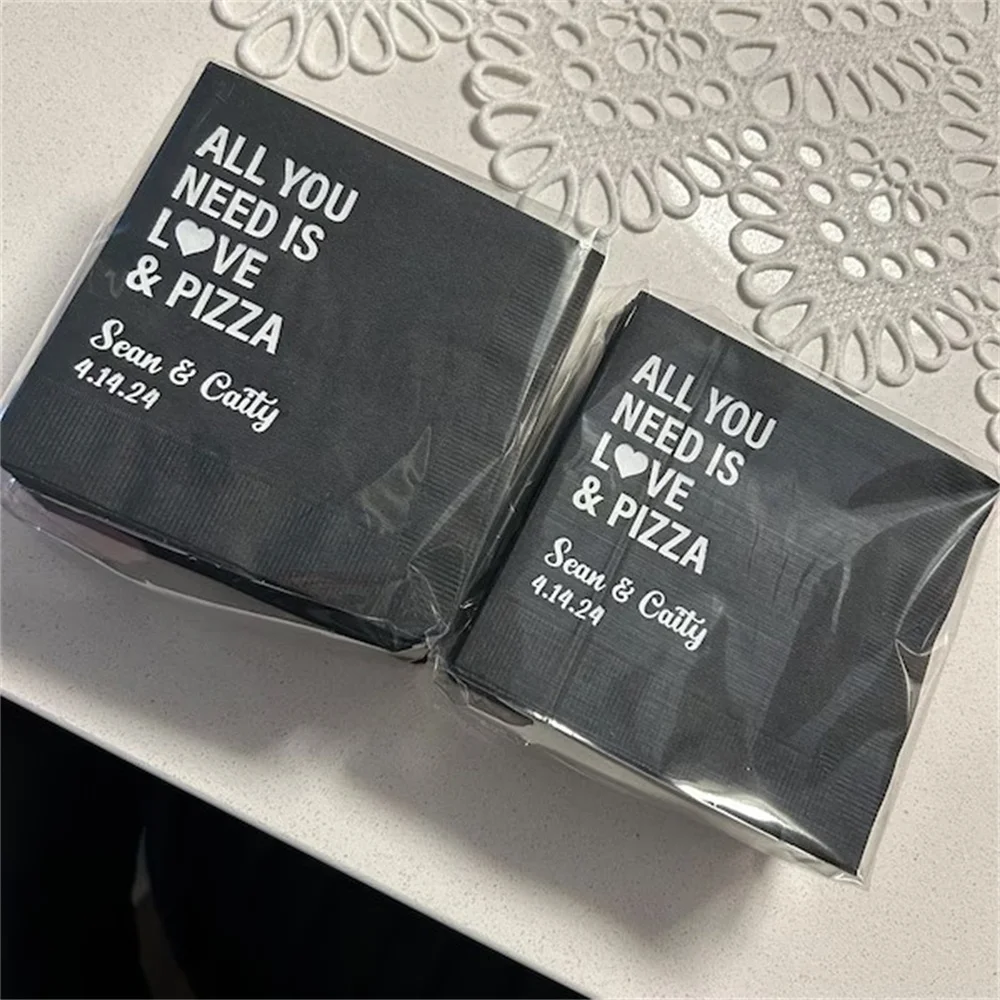 ALL YOU
NEED IS
L♥VE
& PIZZA
Sean & Caity
4.14.24
ALL YOU
NEED IS
L♥VE
& PIZZA
Sean & Caity
4.14.24